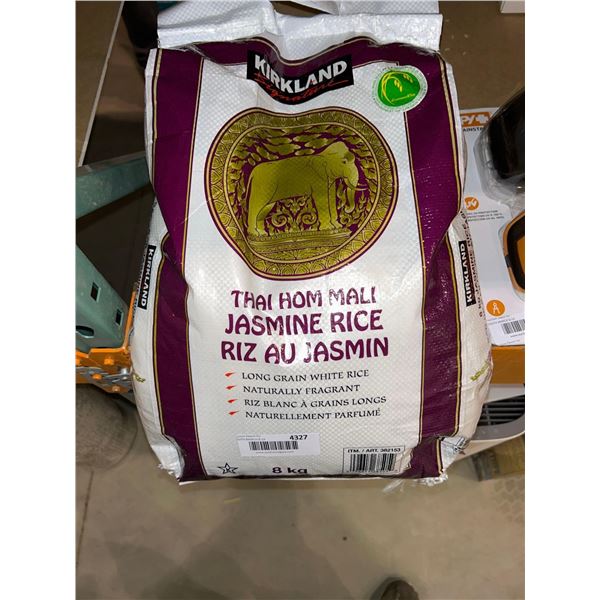 KIRKLAND
Signature
THAI HOM MALI
JASMINE RICE
RIZ AU JASMIN
• LONG GRAIN WHITE RICE
• NATURALLY FRAGRANT
• RIZ BLANC À GRAINS LONGS
• NATURELLEMENT PARFUMÉ
4327
ITM. / ART. 382153
8 kg
KIRKLAND
KIRKLAND